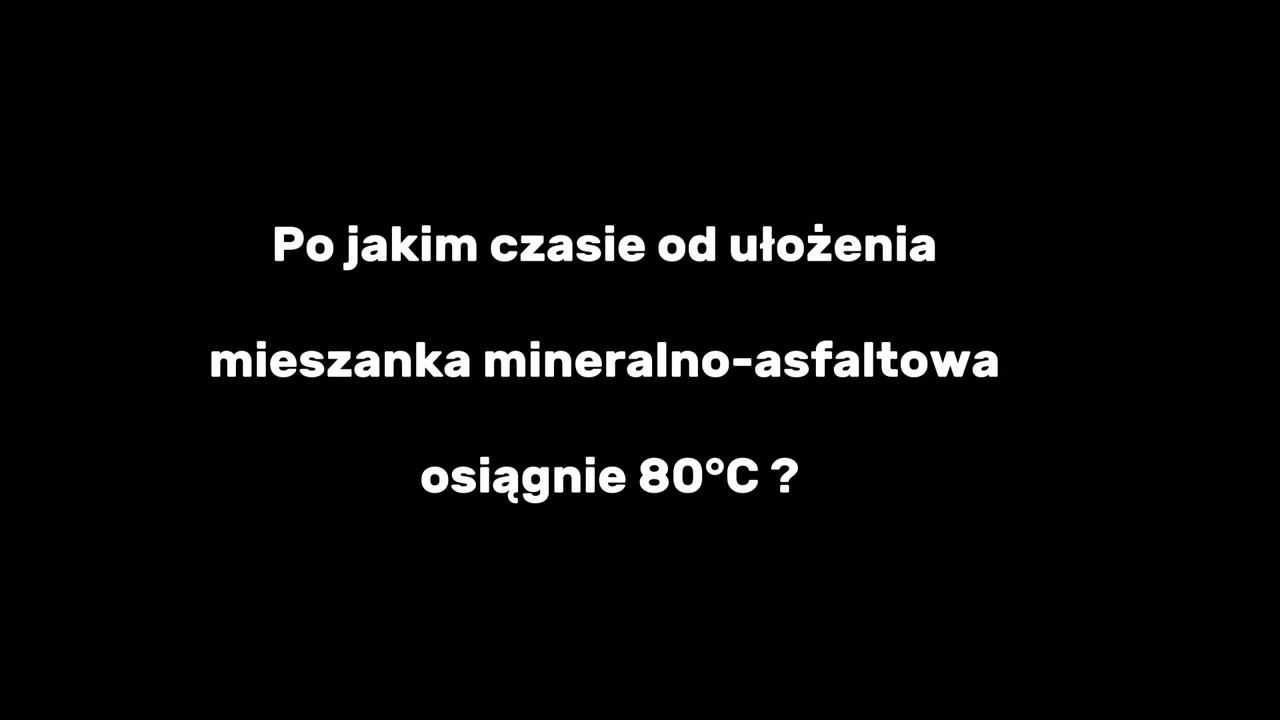 Po jakim czasie od ułożenia
mieszanka mineralno-asfaltowa
osiągnie 80°C ?